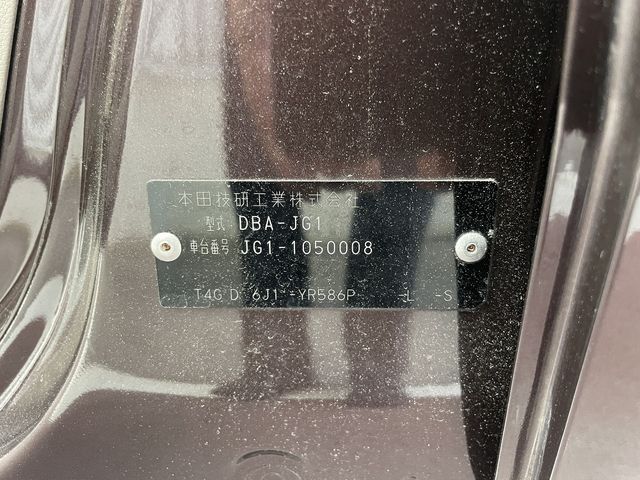 本田技研工業株式会社
型式 DBA-JG1
車台番号 JG1-1050008
T4G D 6J1 -YR586P -L -S